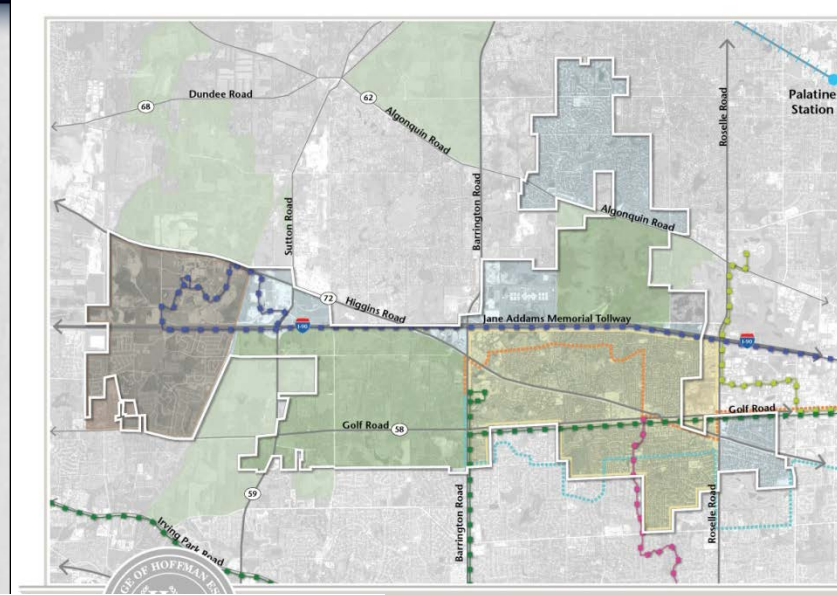 Palatine
Station
Dundee Road
68
62
Algonquin Road
Roselle Road
Sutton Road
Barrington Road
Algonquin Road
72
Higgins Road
Jane Addams Memorial Tollway
I-90
I-90
Golf Road
Golf Road
58
59
Barrington Road
Roselle Road
Irving Park Road
GE OF HOFFMAN ES